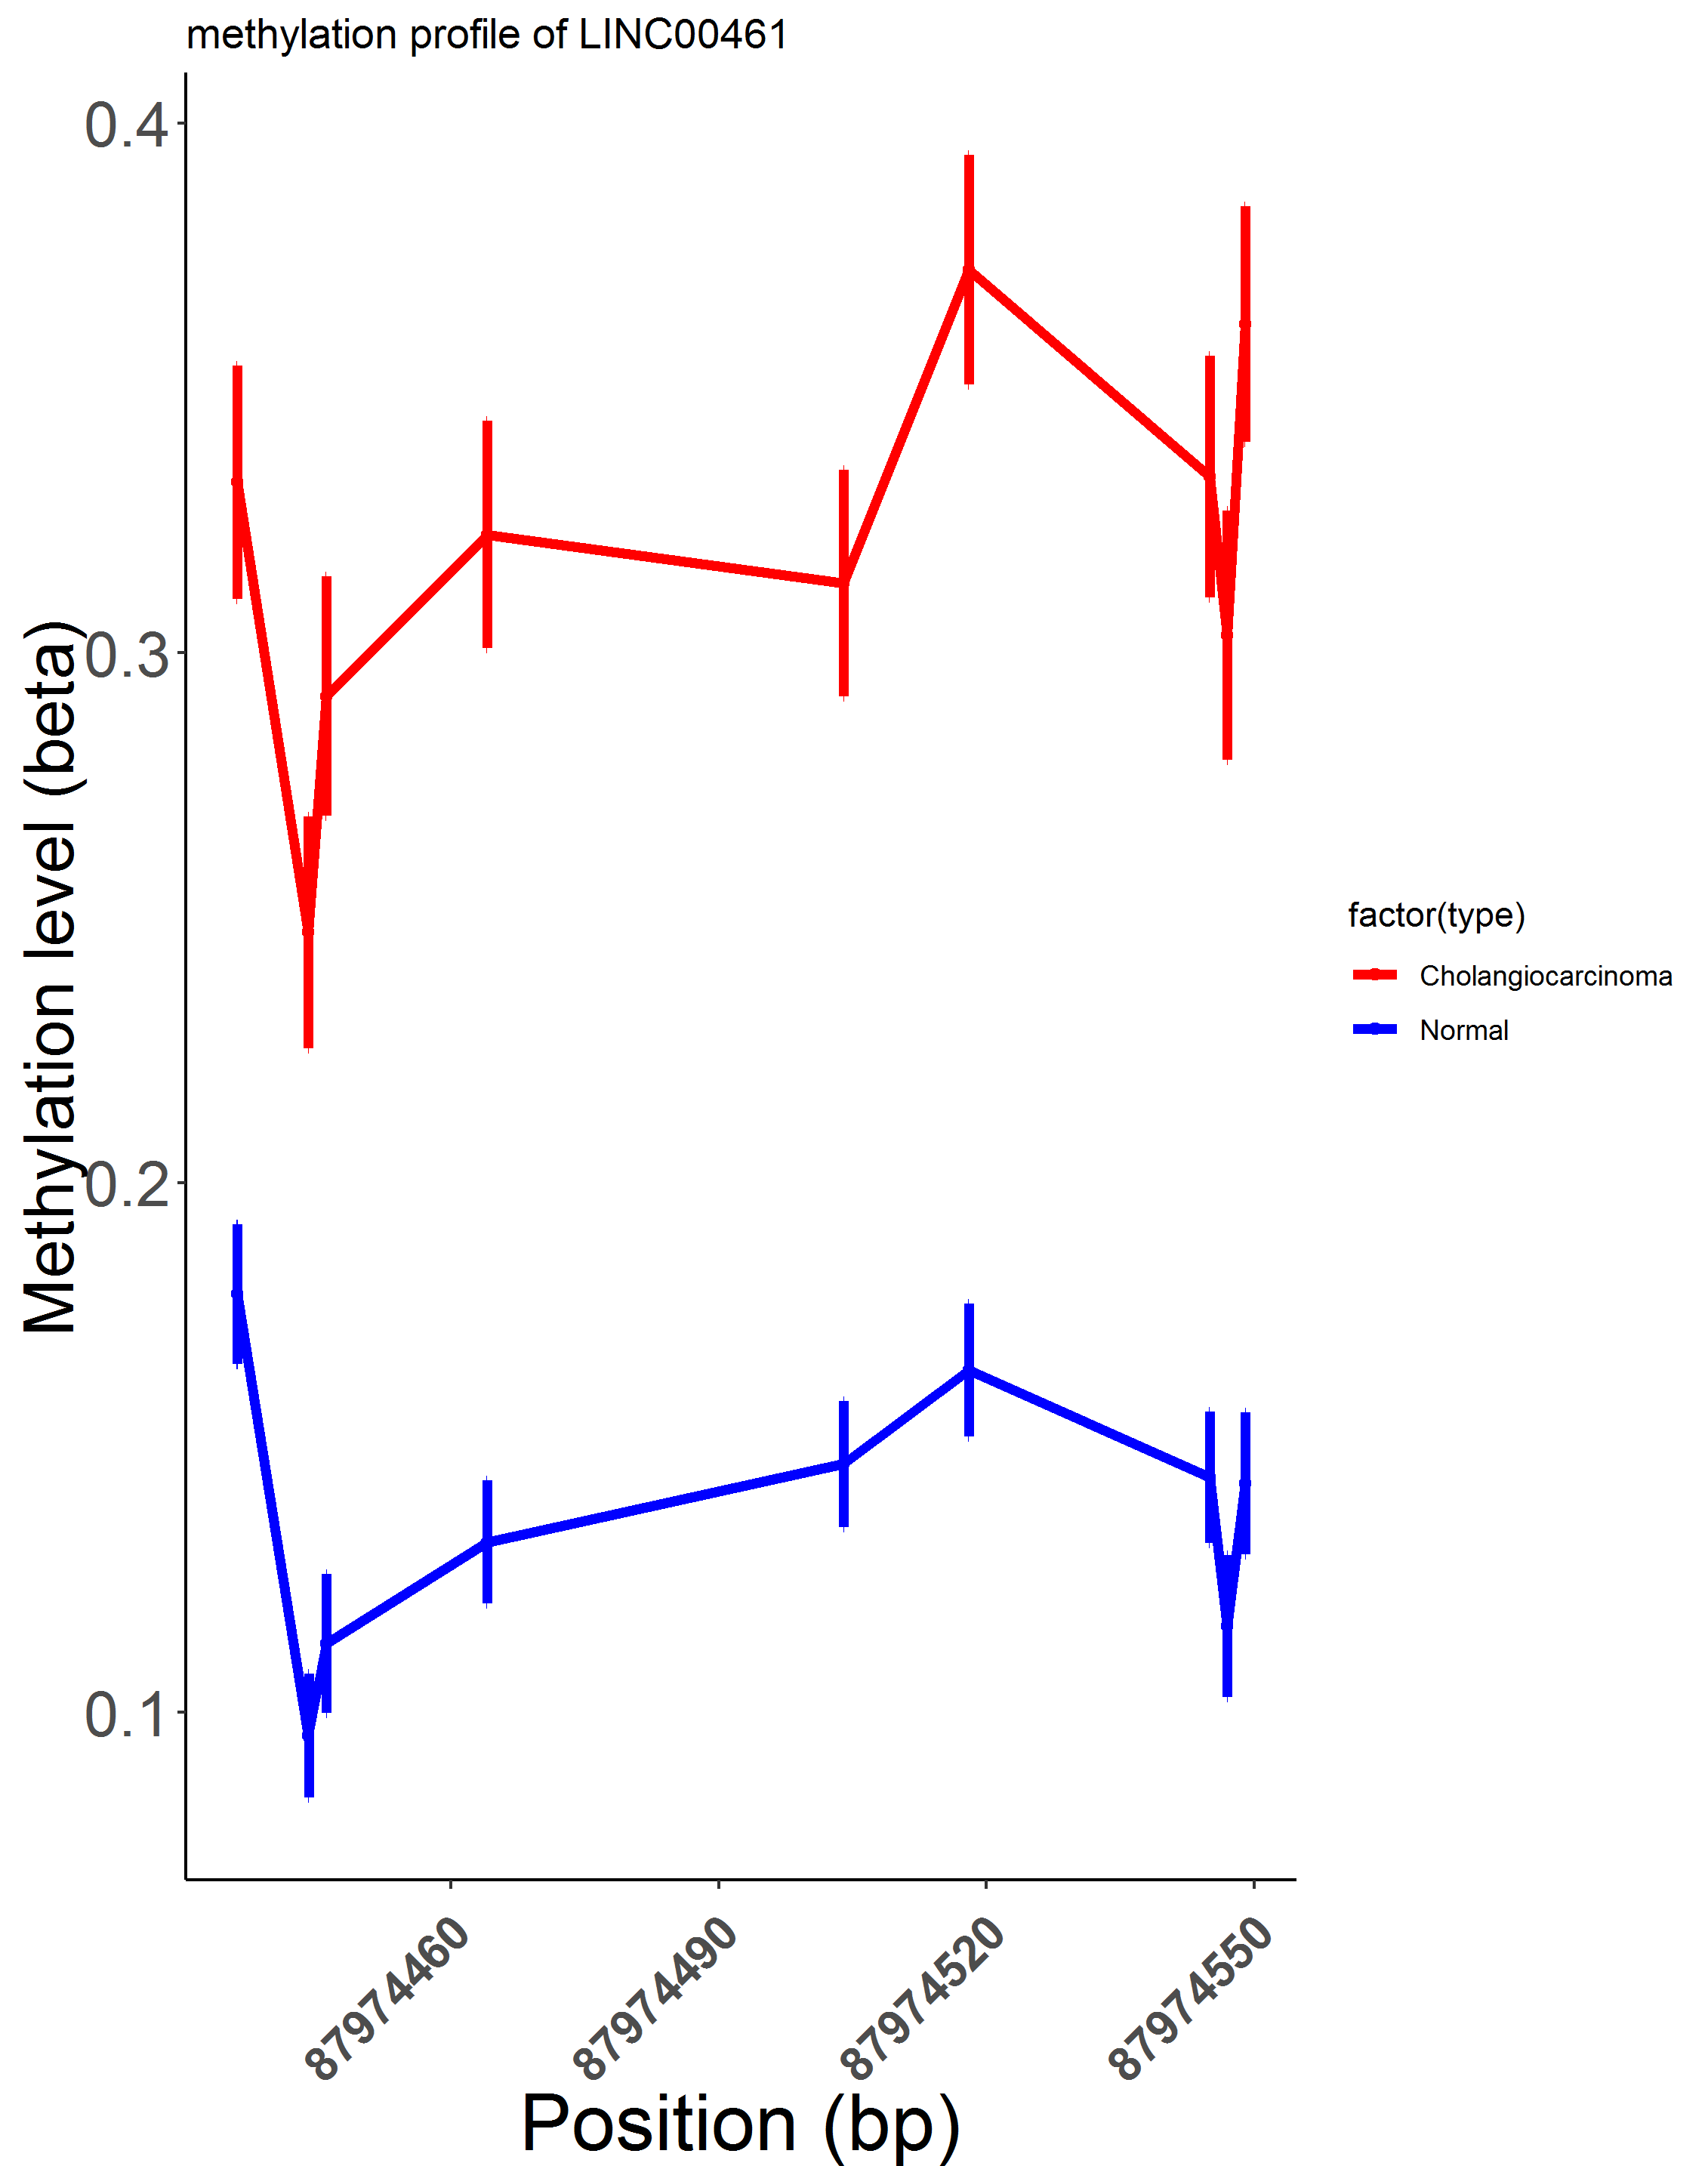 methylation profile of LINC00461
0.4
0.3
0.2
0.1
Methylation level (beta)
87974460
87974490
87974520
87974550
Position (bp)
factor(type)
Cholangiocarcinoma
Normal